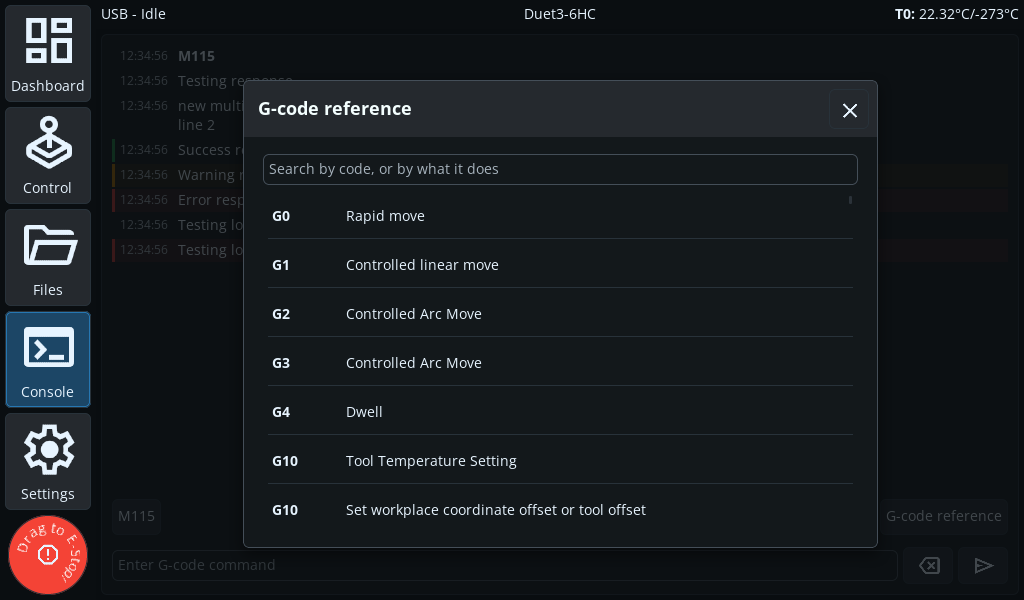 USB - Idle
Duet3-6HC
T0: 22.32°C/-273°C
Dashboard
Control
Files
Console
Settings
Drag to E-Stop!
12:34:56 M115
12:34:56 Testing response
12:34:56 new multi
line 2
12:34:56 Success re
12:34:56 Warning r
12:34:56 Error resp
12:34:56 Testing lo
12:34:56 Testing lo
G-code reference
Search by code, or by what it does
G0 Rapid move
G1 Controlled linear move
G2 Controlled Arc Move
G3 Controlled Arc Move
G4 Dwell
G10 Tool Temperature Setting
G10 Set workplace coordinate offset or tool offset
M115
G-code reference
Enter G-code command